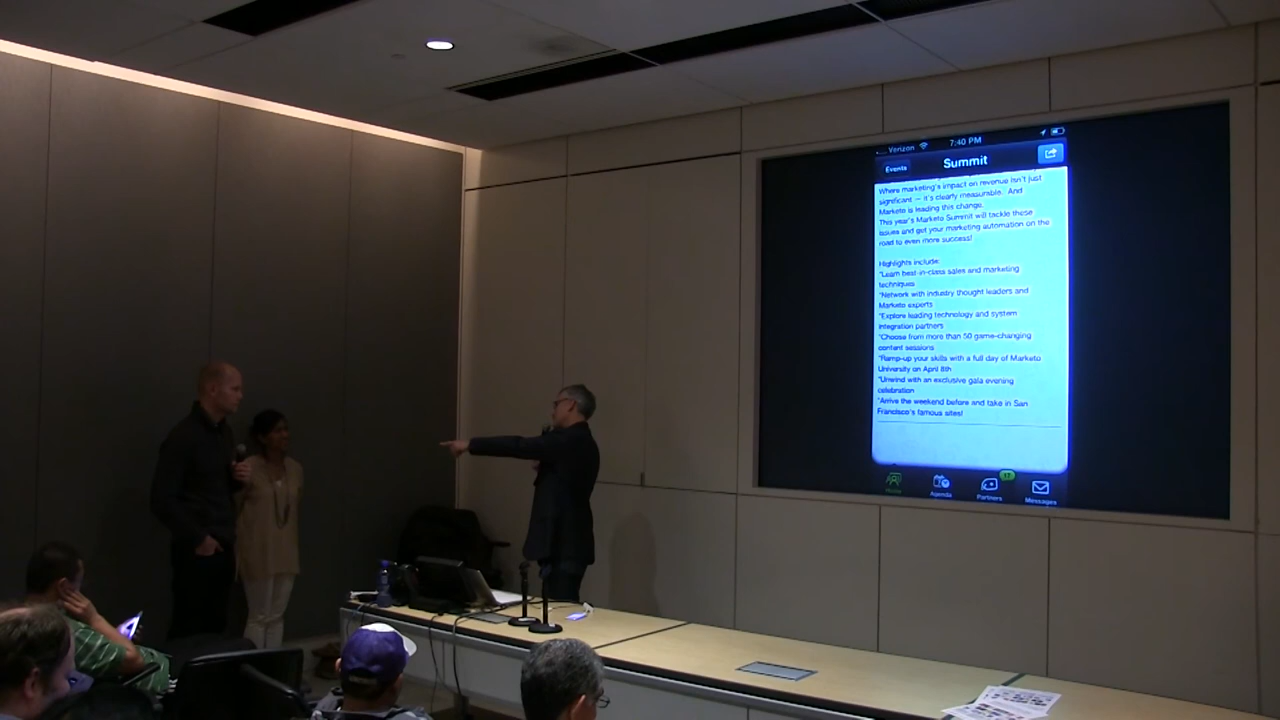 Verizon 7:40 PM
Events Summit
Where marketing's impact on revenue isn't just
significant — it's clearly measurable. And
Marketo is leading this change.
This year's Marketo Summit will tackle these
issues and get your marketing automation on the
road to even more success!
Highlights include:
*Learn best-in-class sales and marketing
techniques
*Network with industry thought leaders and
Marketo experts
*Explore leading technology and system
integration partners
*Choose from more than 50 game-changing
content sessions
*Ramp-up your skills with a full day of Marketo
University on April 8th
*Unwind with an exclusive gala evening
celebration
*Arrive the weekend before and take in San
Francisco's famous sites!
Home Agenda Partners Messages